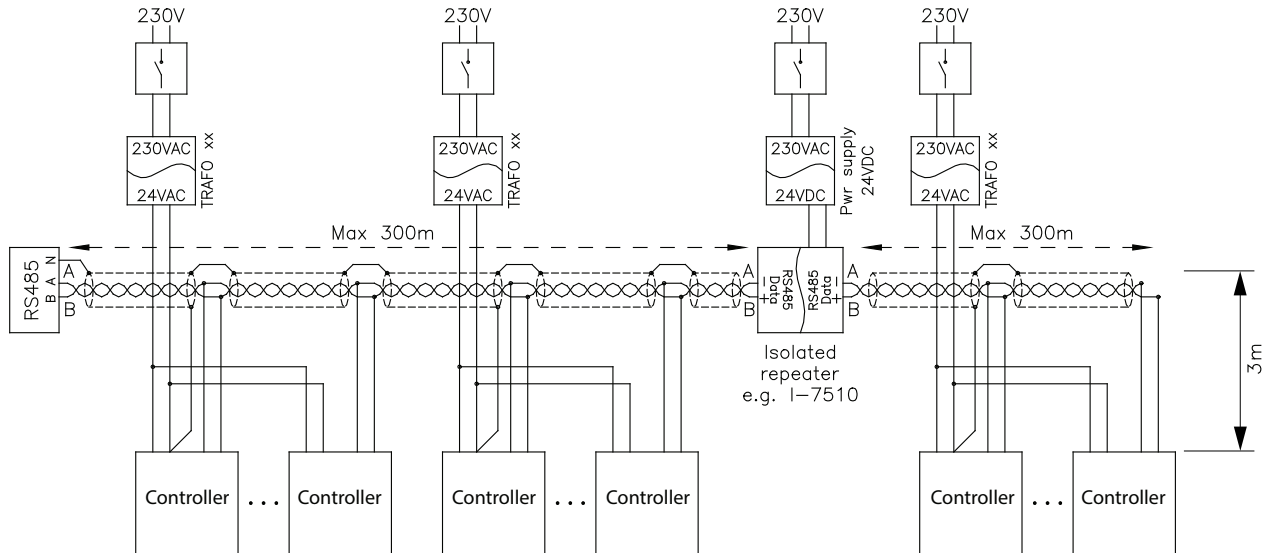 230V
230V
230V
230V
230VAC
24VAC
TRAFO xx
230VAC
24VAC
TRAFO xx
230VAC
24VDC
Pwr supply
24VDC
230VAC
24VAC
TRAFO xx
Max 300m
Max 300m
RS485
N
A
B
A
B
A
B
RS485
Data
−
+
RS485
Data
−
+
A
B
Isolated
repeater
e.g. I-7510
3m
Controller ... Controller
Controller ... Controller
Controller ... Controller